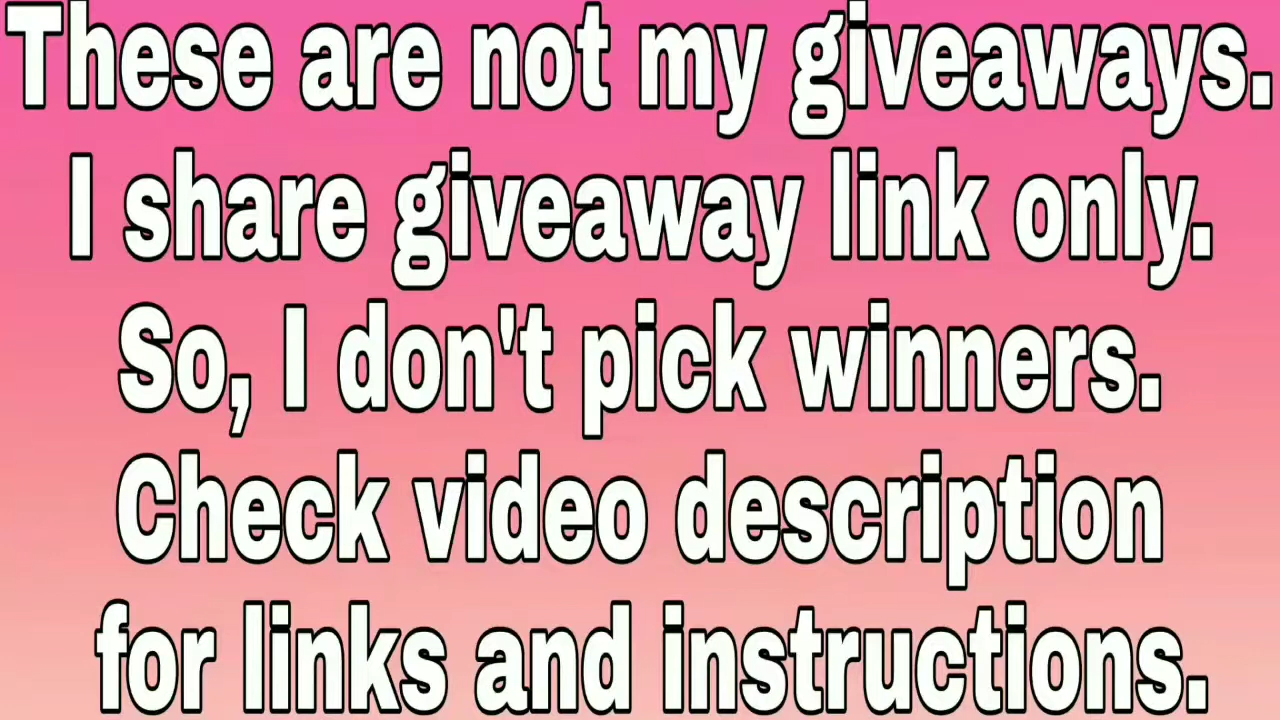 These are not my giveaways.
I share giveaway link only.
So, I don't pick winners.
Check video description
for links and instructions.